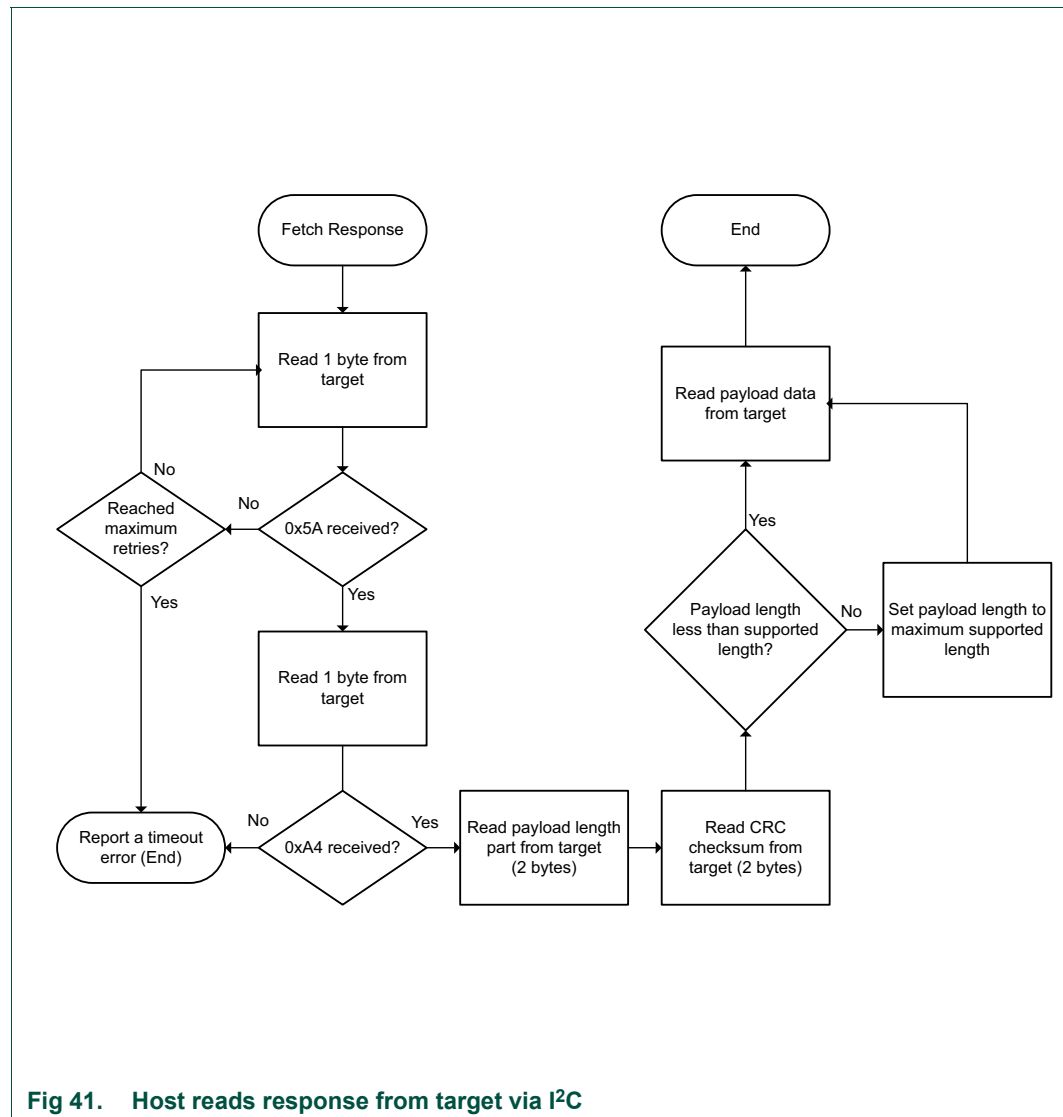 Fetch Response
Read 1 byte from
target
0x5A received?
No
Reached
maximum
retries?
No
Yes
Yes
Read 1 byte from
target
0xA4 received?
No
Report a timeout
error (End)
Yes
Read payload length
part from target
(2 bytes)
Read CRC
checksum from
target (2 bytes)
Payload length
less than supported
length?
No
Set payload length to
maximum supported
length
Yes
Read payload data
from target
End
Fig 41. Host reads response from target via I²C